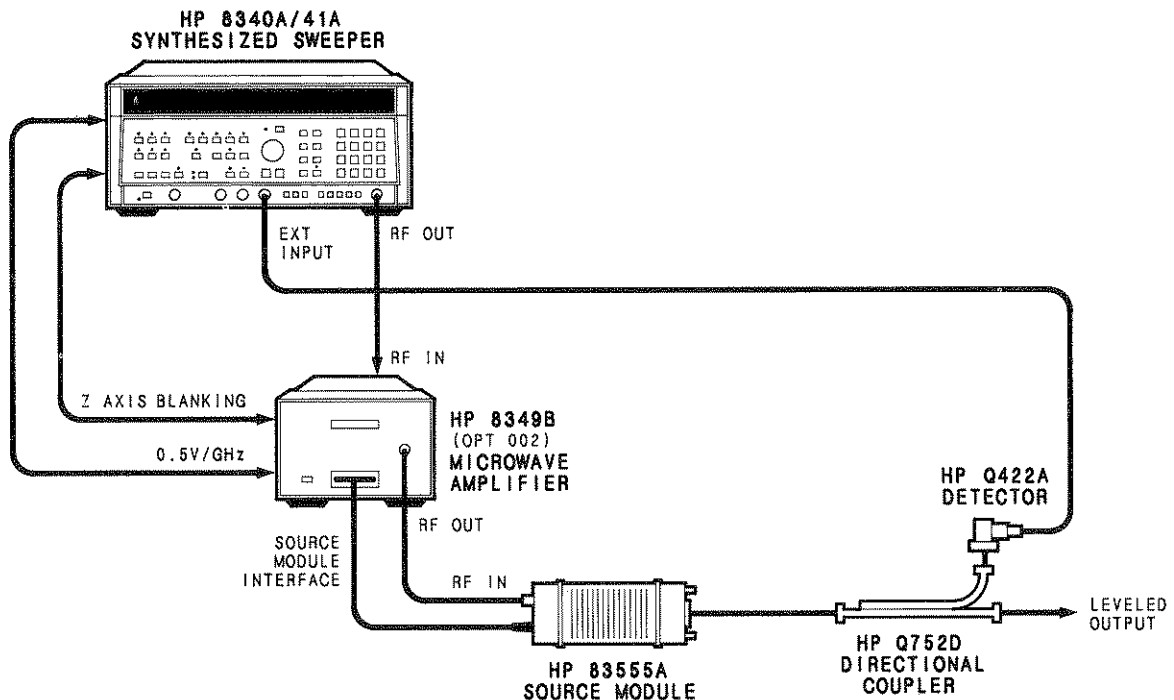 HP 8340A/41A
SYNTHESIZED SWEEPER
EXT
INPUT
RF OUT
RF IN
Z AXIS BLANKING
0.5V/GHz
HP 8349B
(OPT 002)
MICROWAVE
AMPLIFIER
HP Q422A
DETECTOR
RF OUT
SOURCE
MODULE
INTERFACE
RF IN
LEVELED
OUTPUT
HP 83555A
SOURCE MODULE
HP Q752D
DIRECTIONAL
COUPLER